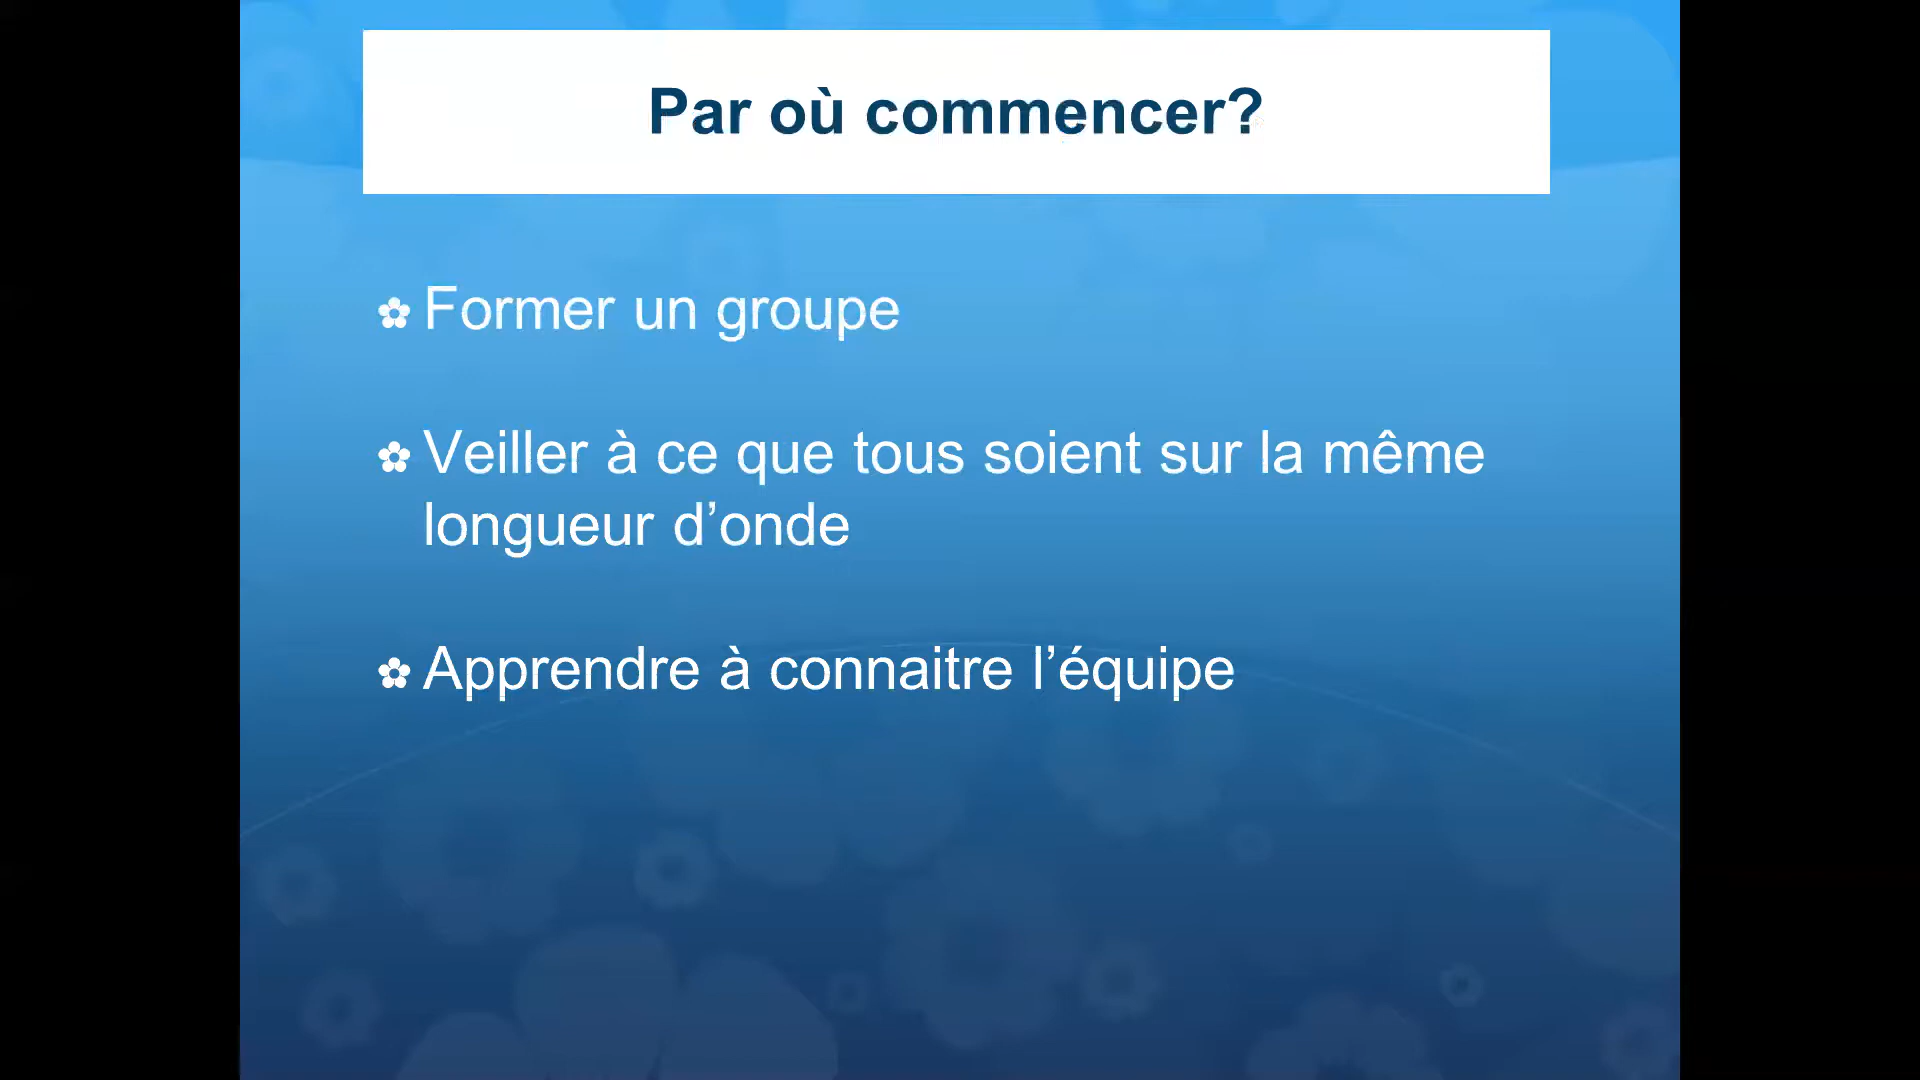 Par où commencer?
Former un groupe
Veiller à ce que tous soient sur la même
longueur d’onde
Apprendre à connaitre l’équipe